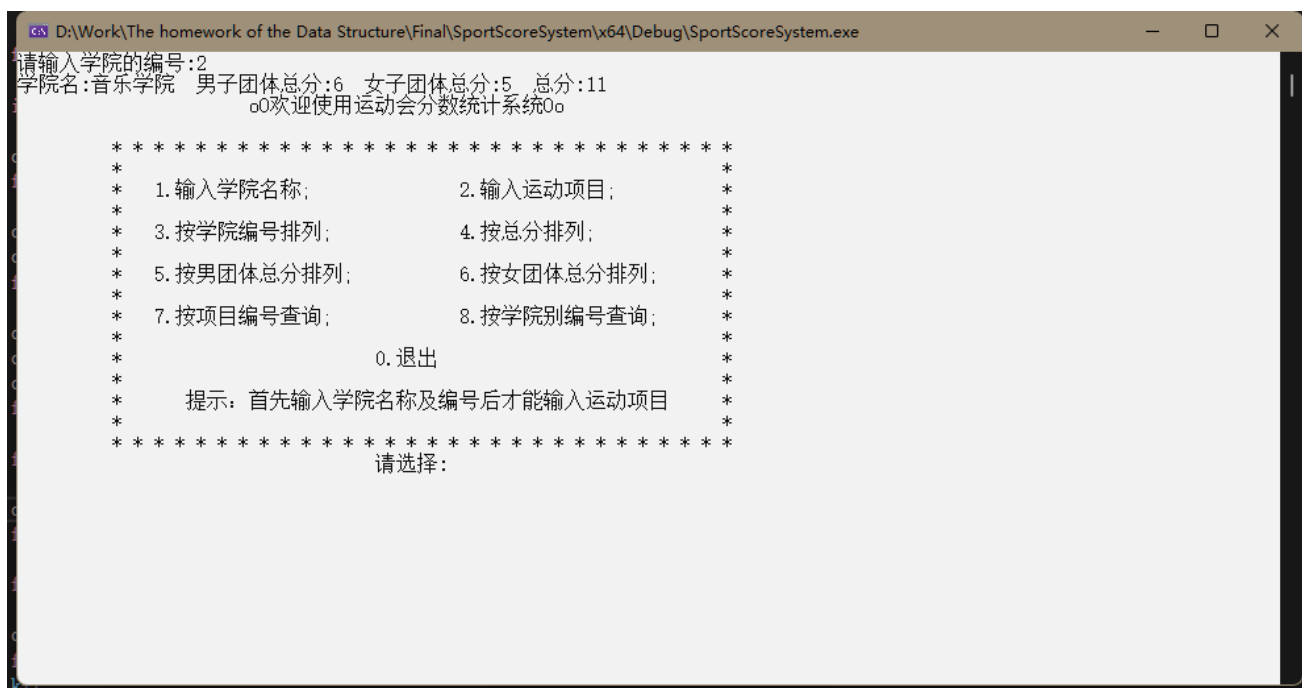 D:\Work\The homework of the Data Structure\Final\SportScoreSystem\x64\Debug\SportScoreSystem.exe
请输入学院的编号:2
学院名:音乐学院  男子团体总分:6  女子团体总分:5  总分:11
oO欢迎使用运动会分数统计系统Oo
* * * * * * * * * * * * * * * * * * * * * * * * * * * * * *
*                                                         *
*   1.输入学院名称;              2.输入运动项目;          *
*                                                         *
*   3.按学院编号排列;            4.按总分排列;            *
*                                                         *
*   5.按男团体总分排列;          6.按女团体总分排列;      *
*                                                         *
*   7.按项目编号查询;            8.按学院别编号查询;      *
*                                                         *
*                        0.退出                           *
*                                                         *
*      提示：首先输入学院名称及编号后才能输入运动项目     *
*                                                         *
* * * * * * * * * * * * * * * * * * * * * * * * * * * * * *
请选择: